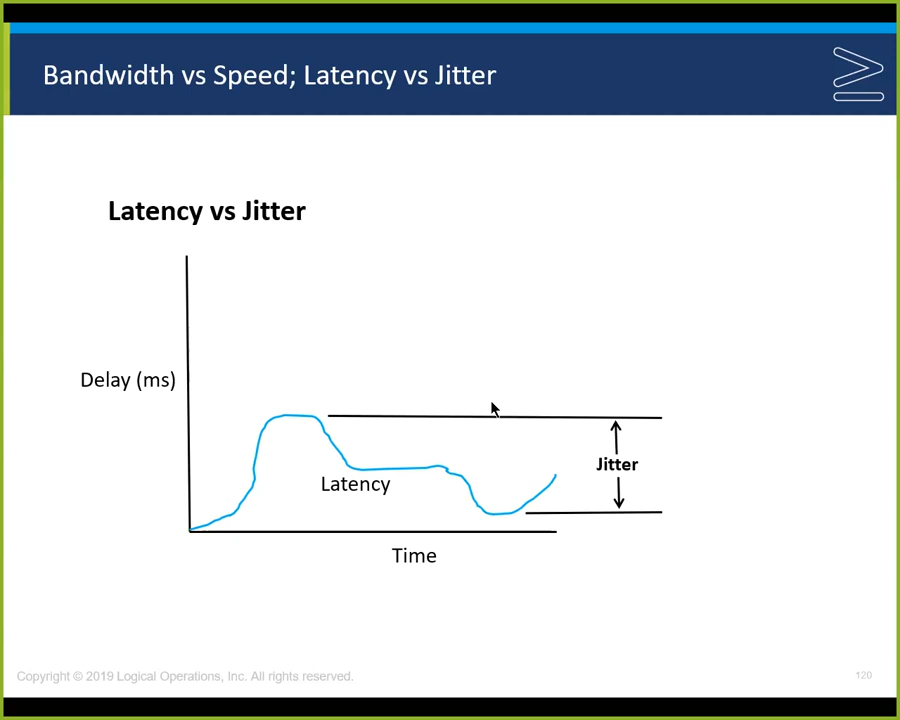 Bandwidth vs Speed; Latency vs Jitter
Latency vs Jitter
Delay (ms)
Jitter
Latency
Time
Copyright © 2019 Logical Operations, Inc. All rights reserved.
120